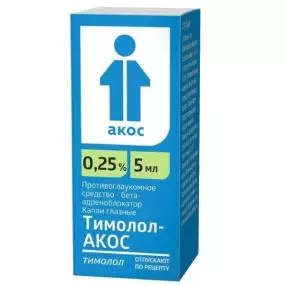 акос
0,25% 5 мл
Противоглаукомное
средство - бета-
адреноблокатор
Капли глазные
Тимолол-
АКОС
ТИМОЛОЛ
ОТПУСКАЮТ
ПО РЕЦЕПТУ